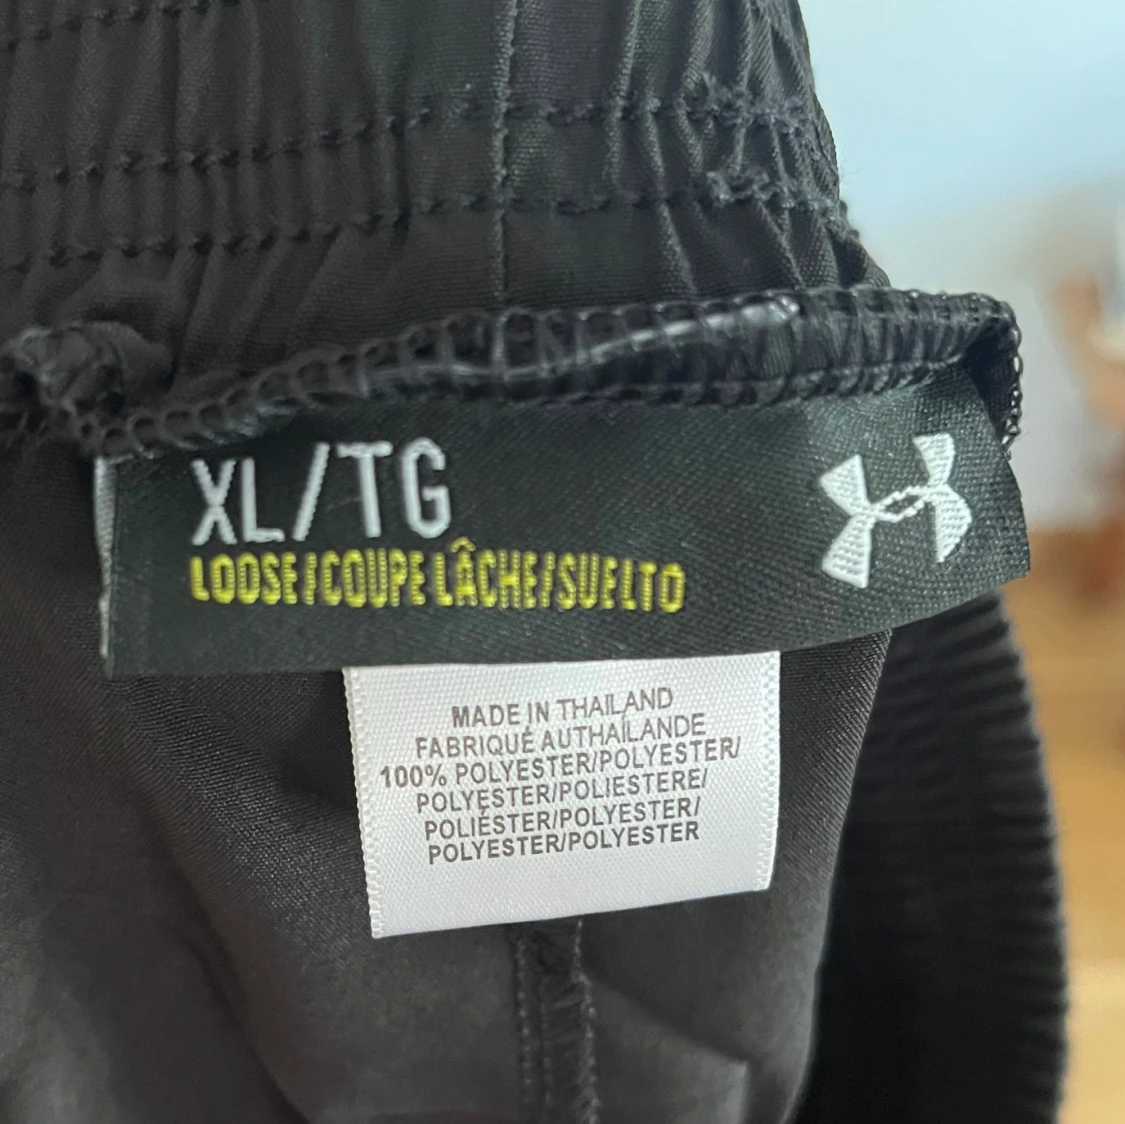 XL/TG
LOOSE/COUPE LÂCHE/SUELTO
MADE IN THAILAND
FABRIQUÉ AUTHAÏLANDE
100% POLYESTER/POLYESTER/
POLYESTER/POLIESTERE/
POLIÉSTER/POLYESTER/
POLYESTER/POLYESTER